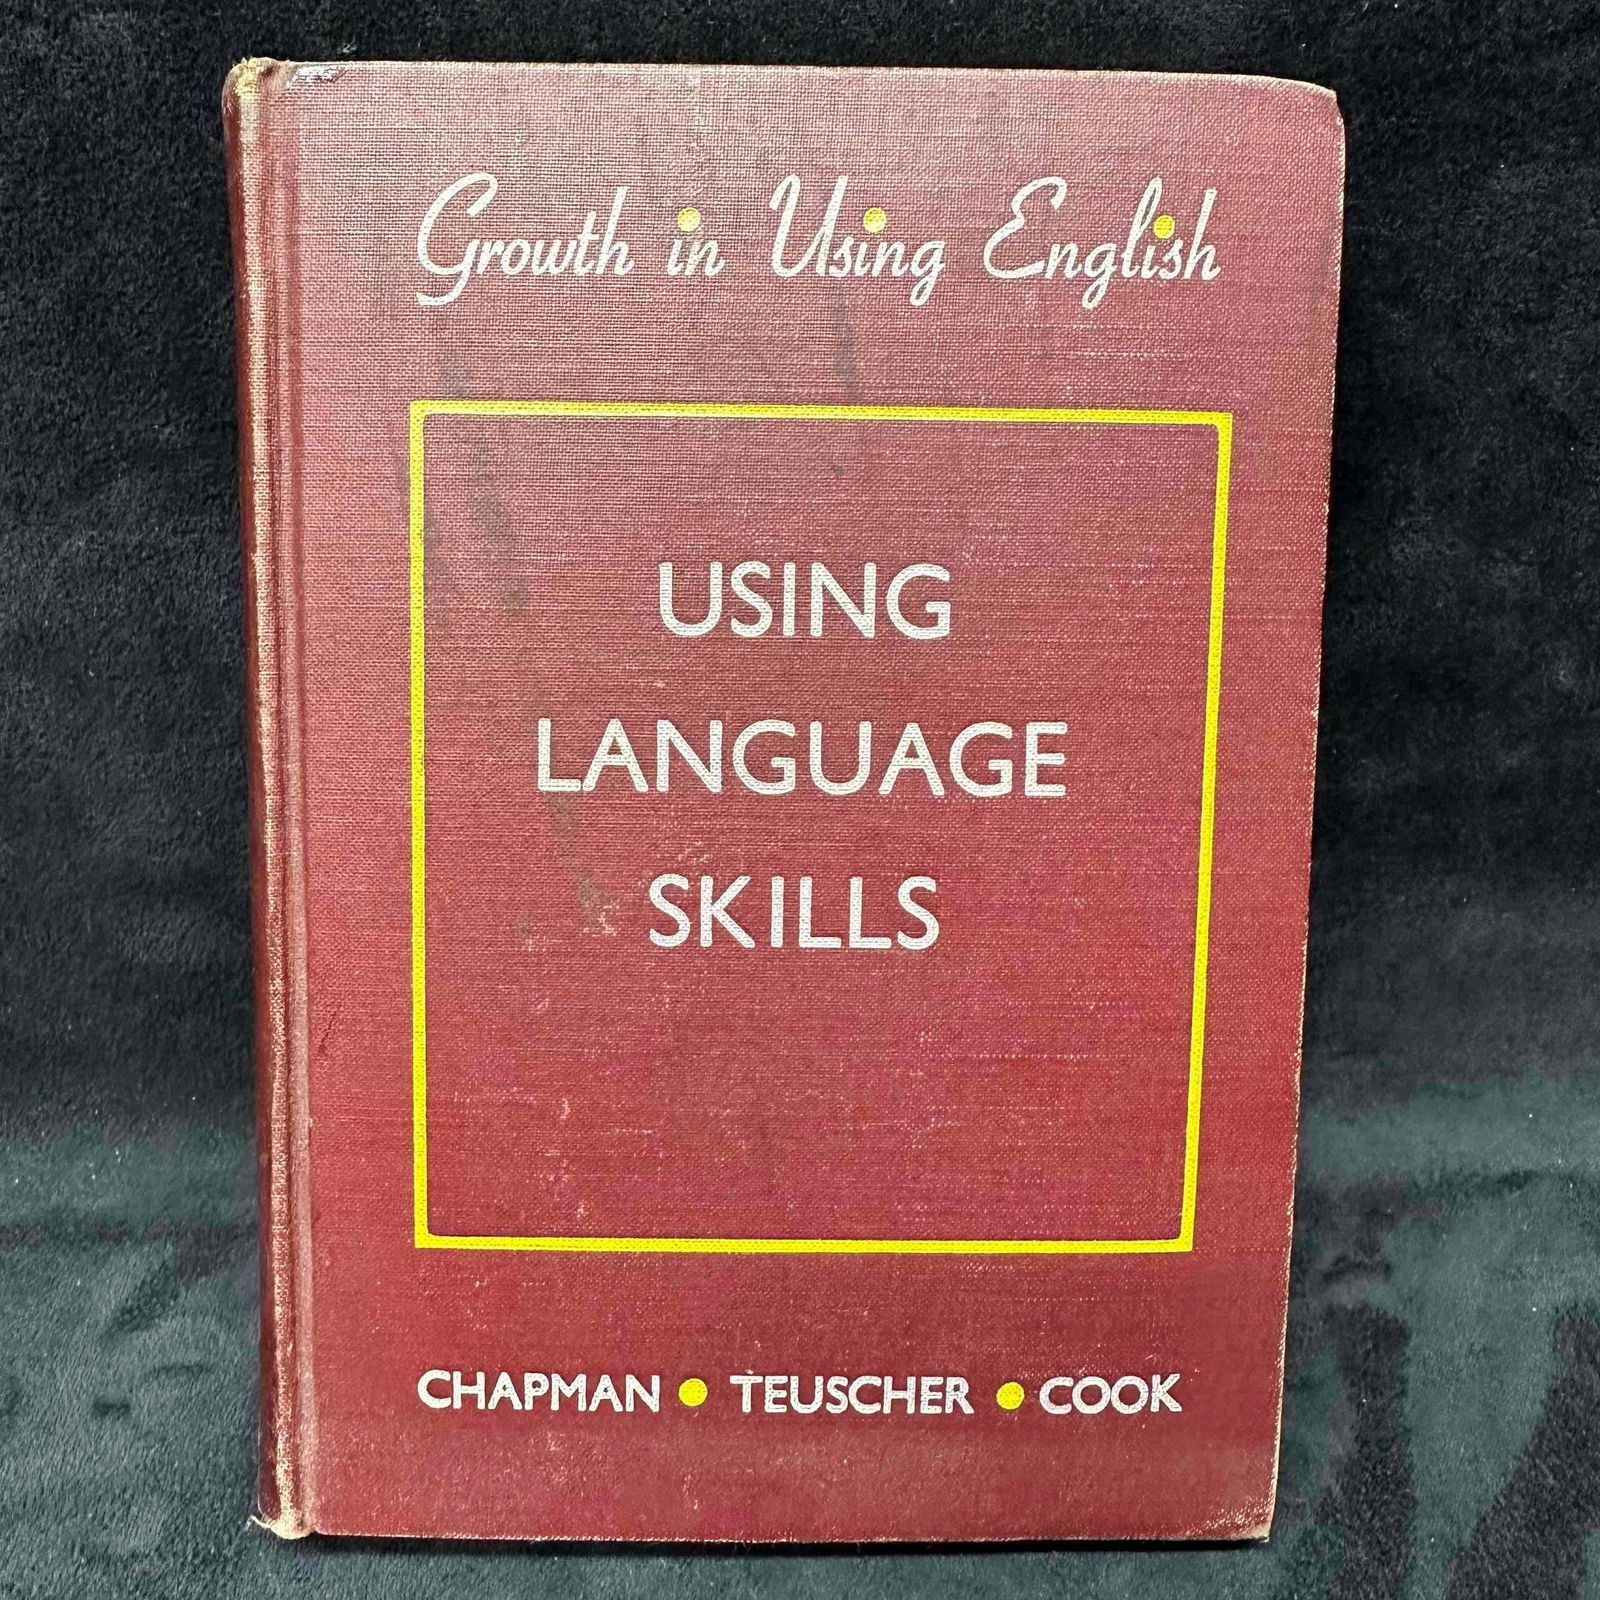 Growth in Using English
USING
LANGUAGE
SKILLS
CHAPMAN • TEUSCHER • COOK